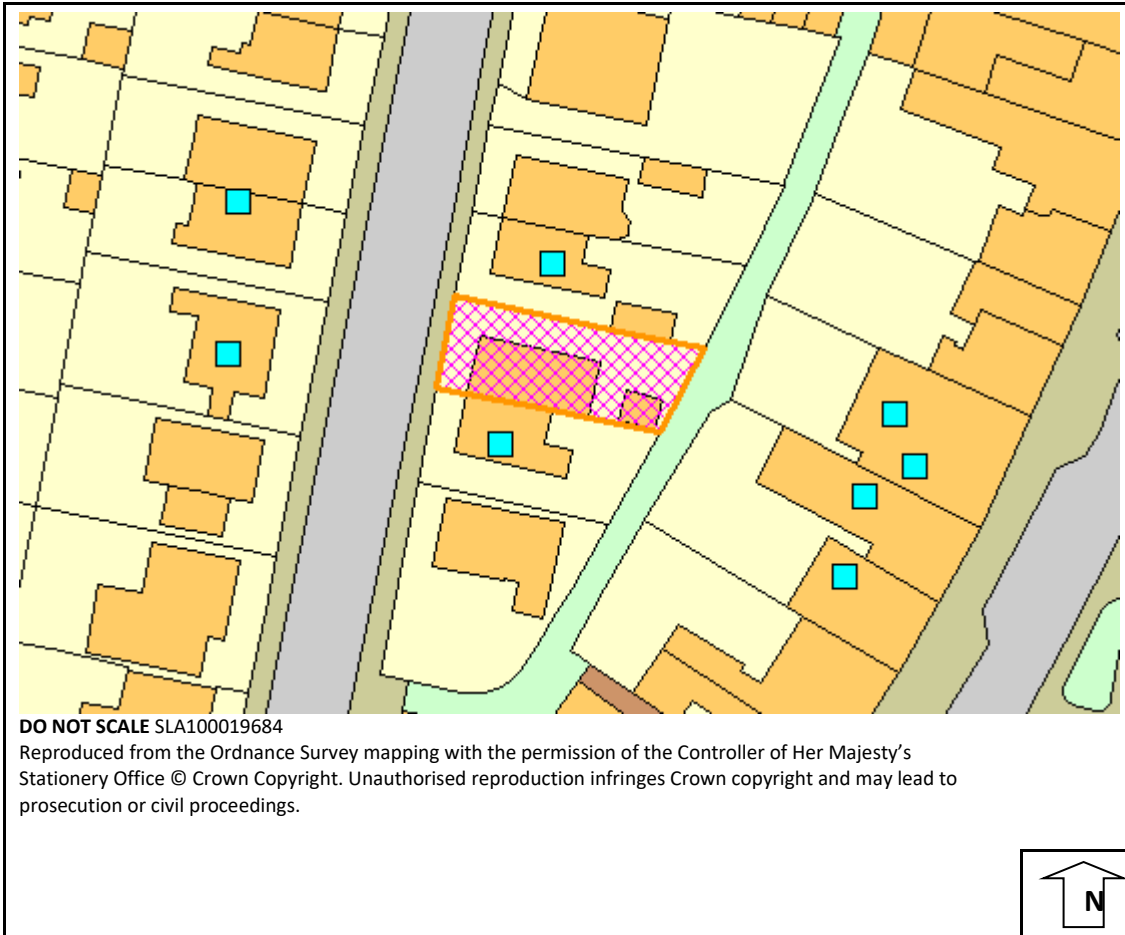 DO NOT SCALE SLA100019684
Reproduced from the Ordnance Survey mapping with the permission of the Controller of Her Majesty's
Stationery Office © Crown Copyright. Unauthorised reproduction infringes Crown copyright and may lead to
prosecution or civil proceedings.
N